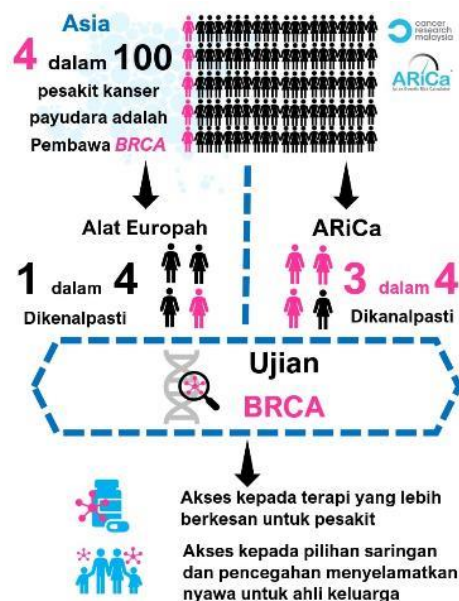 Asia
4 dalam 100
pesakit kanser
payudara adalah
Pembawa BRCA
cancer
research
malaysia
ARiCa
Alat Europah
1 dalam 4
Dikenalpasti
ARiCa
3 dalam 4
Dikanalpasti
Ujian
BRCA
Akses kepada terapi yang lebih
berkesan untuk pesakit
Akses kepada pilihan saringan
dan pencegahan menyelamatkan
nyawa untuk ahli keluarga